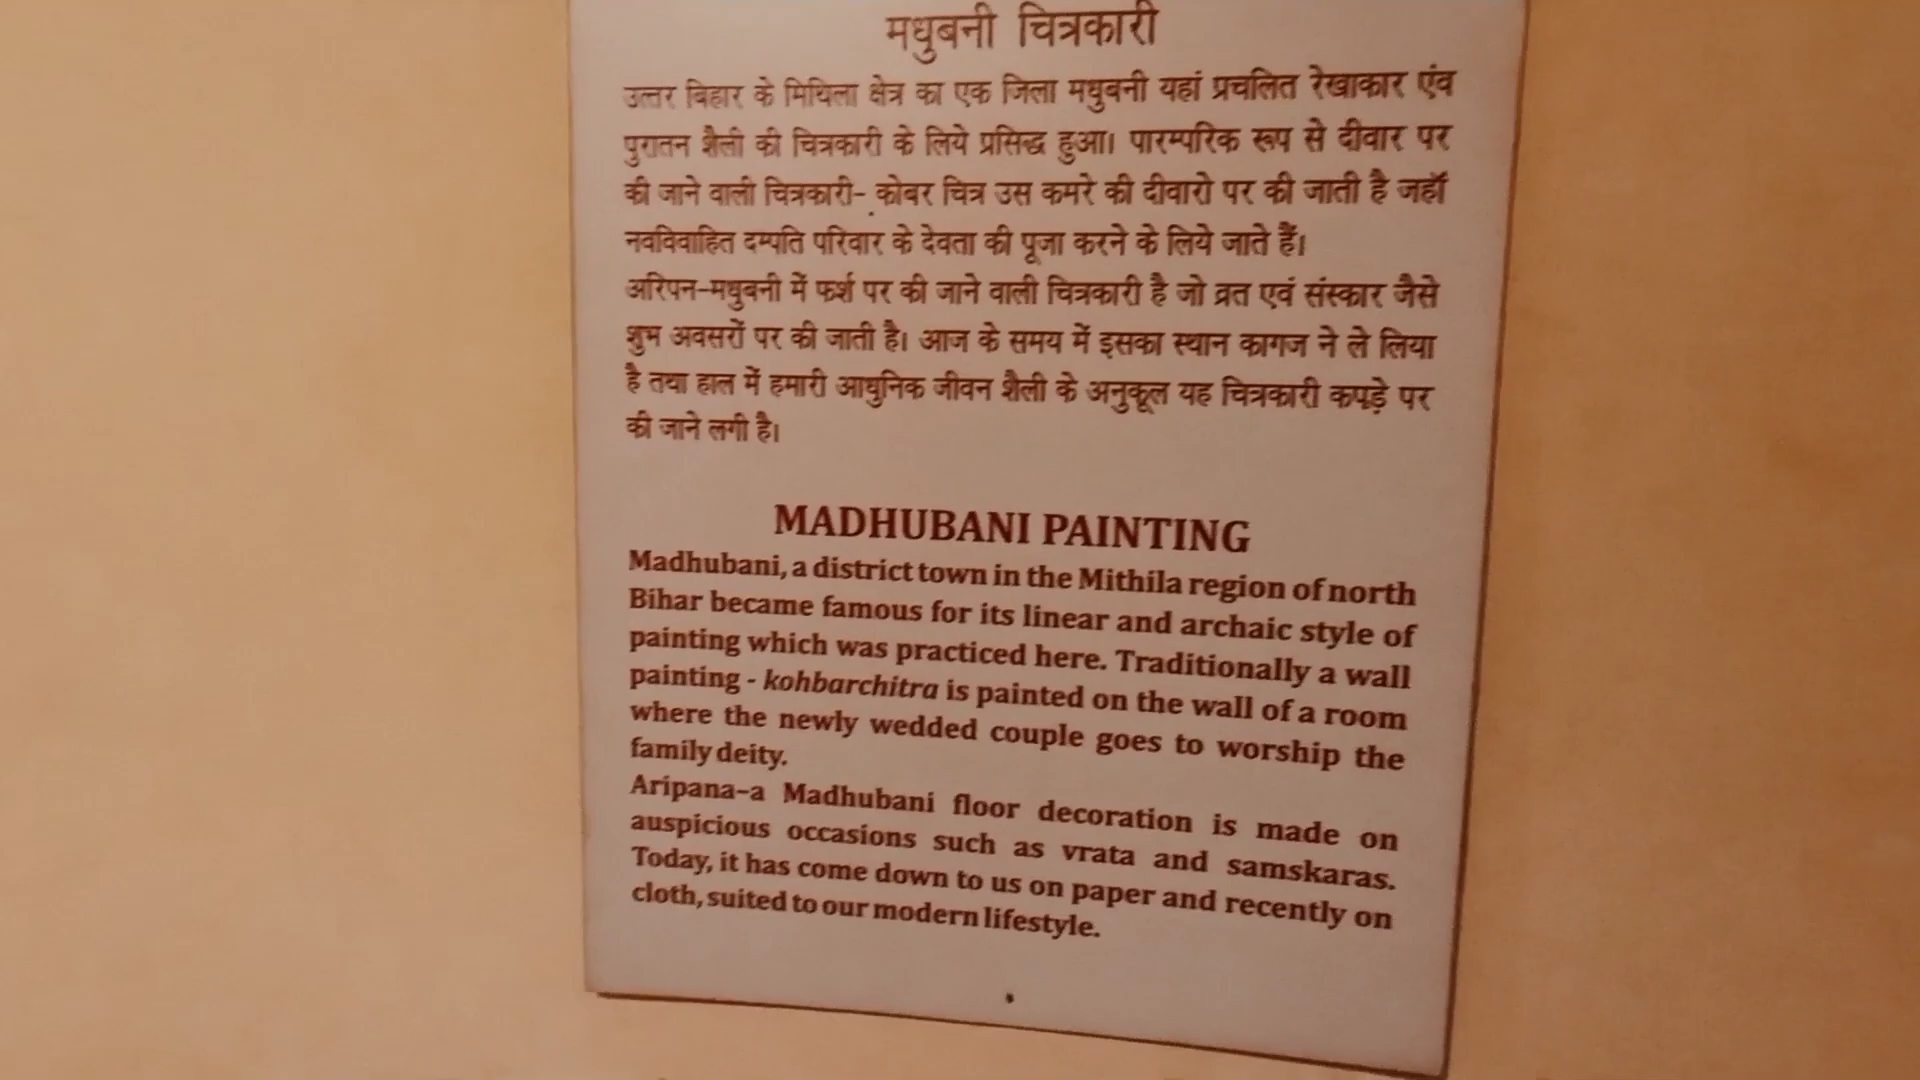 मधुबनी चित्रकारी
उत्तर बिहार के मिथिला क्षेत्र का एक जिला मधुबनी यहां प्रचलित रेखाकार एंव
पुरातन शैली की चित्रकारी के लिये प्रसिद्ध हुआ। पारम्परिक रूप से दीवार पर
की जाने वाली चित्रकारी- कोबर चित्र उस कमरे की दीवारो पर की जाती है जहॉ
नवविवाहित दम्पति परिवार के देवता की पूजा करने के लिये जाते हैं।
अरिपन-मधुबनी में फर्श पर की जाने वाली चित्रकारी है जो व्रत एवं संस्कार जैसे
शुभ अवसरों पर की जाती है। आज के समय में इसका स्थान कागज ने ले लिया
है तथा हाल में हमारी आधुनिक जीवन शैली के अनुकूल यह चित्रकारी कपड़े पर
की जाने लगी है।
MADHUBANI PAINTING
Madhubani, a district town in the Mithila region of north
Bihar became famous for its linear and archaic style of
painting which was practiced here. Traditionally a wall
painting - kohbarchitra is painted on the wall of a room
where the newly wedded couple goes to worship the
family deity.
Aripana-a Madhubani floor decoration is made on
auspicious occasions such as vrata and samskaras.
Today, it has come down to us on paper and recently on
cloth, suited to our modern lifestyle.